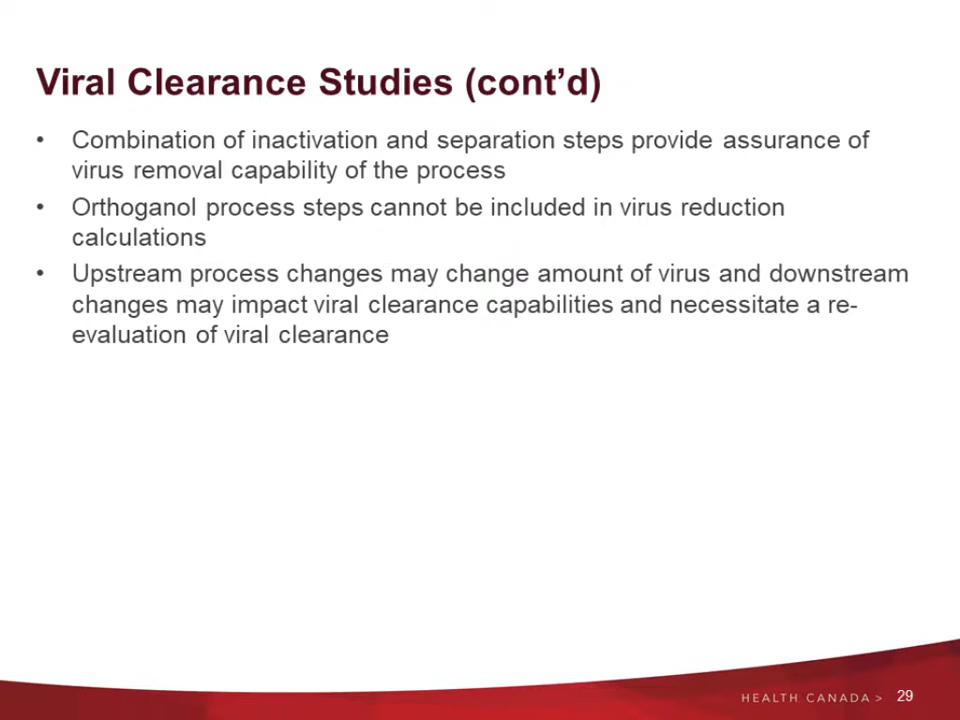 Viral Clearance Studies (cont’d)
• Combination of inactivation and separation steps provide assurance of
virus removal capability of the process
• Orthoganol process steps cannot be included in virus reduction
calculations
• Upstream process changes may change amount of virus and downstream
changes may impact viral clearance capabilities and necessitate a re-
evaluation of viral clearance
HEALTH CANADA > 29